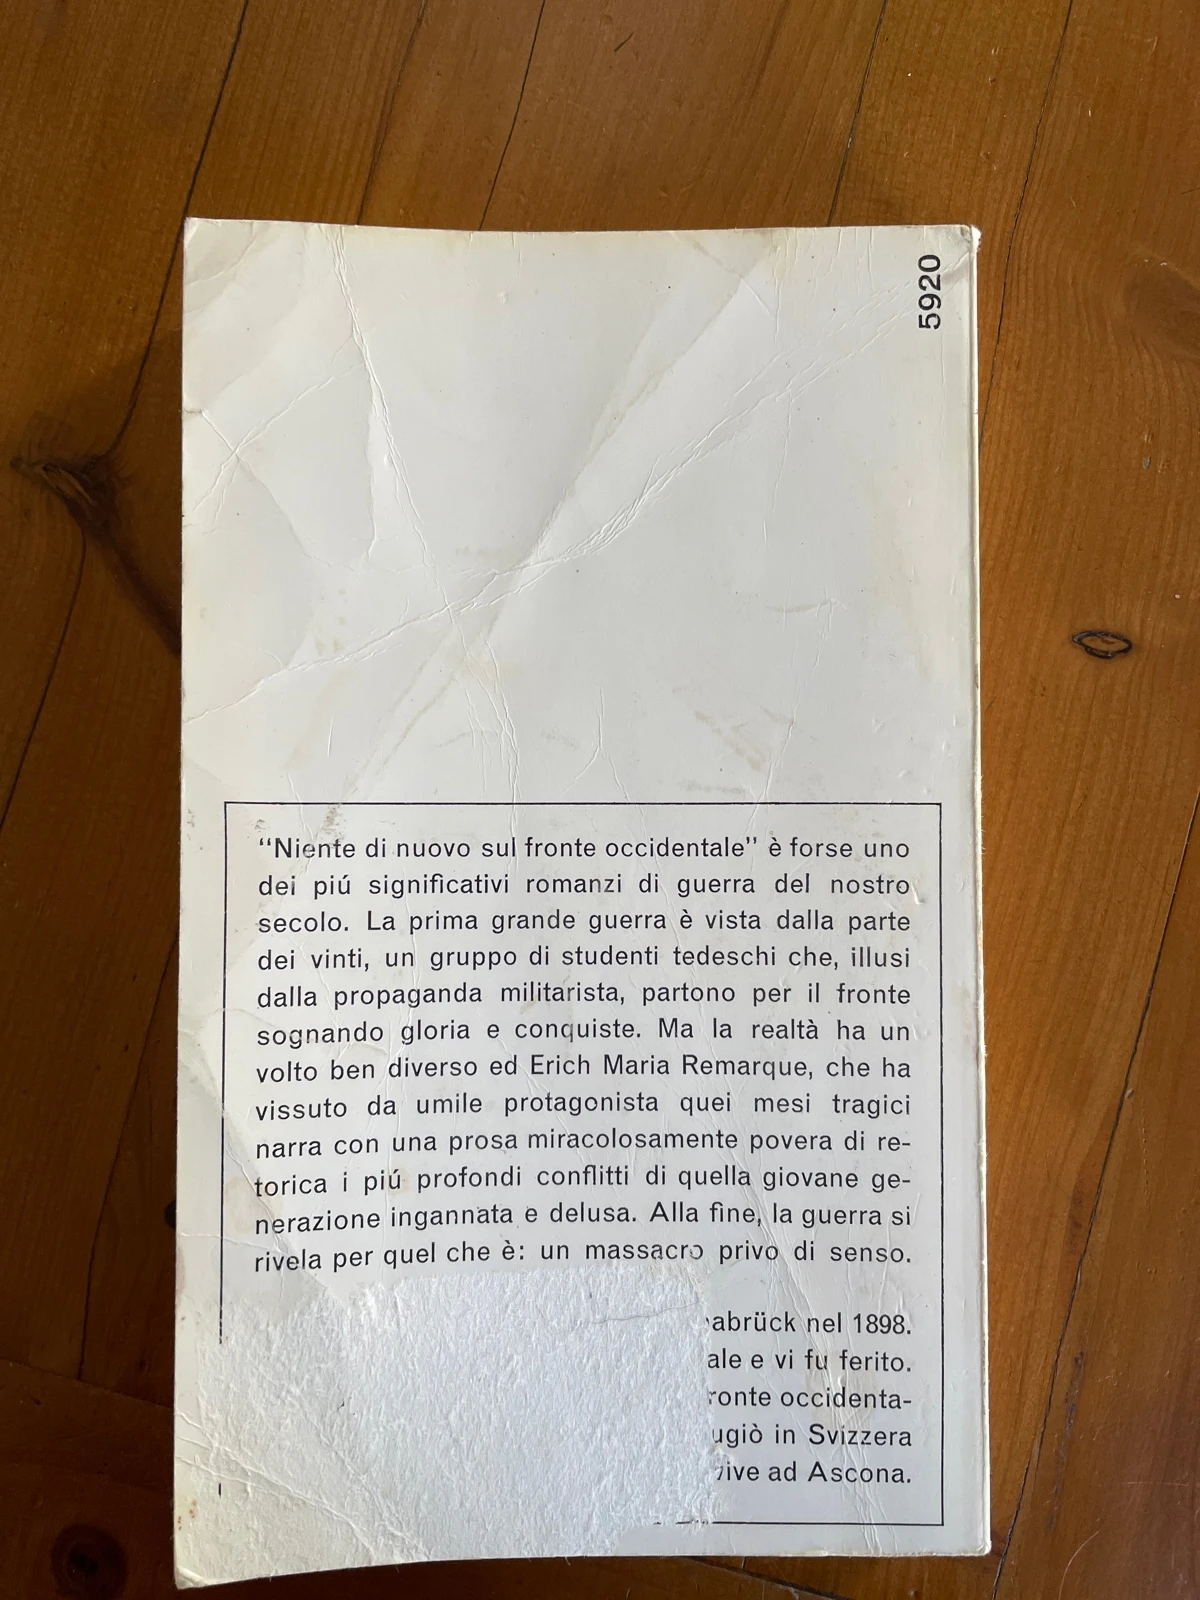 5920
“Niente di nuovo sul fronte occidentale” è forse uno
dei piú significativi romanzi di guerra del nostro
secolo. La prima grande guerra è vista dalla parte
dei vinti, un gruppo di studenti tedeschi che, illusi
dalla propaganda militarista, partono per il fronte
sognando gloria e conquiste. Ma la realtà ha un
volto ben diverso ed Erich Maria Remarque, che ha
vissuto da umile protagonista quei mesi tragici
narra con una prosa miracolosamente povera di re-
torica i piú profondi conflitti di quella giovane ge-
nerazione ingannata e delusa. Alla fine, la guerra si
rivela per quel che è: un massacro privo di senso.
abrück nel 1898.
ale e vi fu ferito.
ronte occidenta-
ugiò in Svizzera
vive ad Ascona.